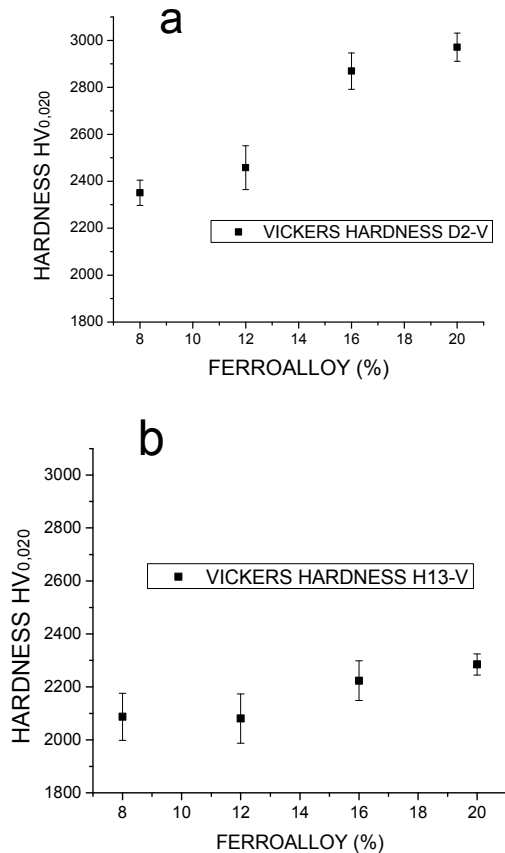 a
HARDNESS HV0,020
3000
2800
2600
2400
2200
2000
1800
VICKERS HARDNESS D2-V
8 10 12 14 16 18 20
FERROALLOY (%)
b
HARDNESS HV0,020
3000
2800
2600
2400
2200
2000
1800
VICKERS HARDNESS H13-V
8 10 12 14 16 18 20
FERROALLOY (%)